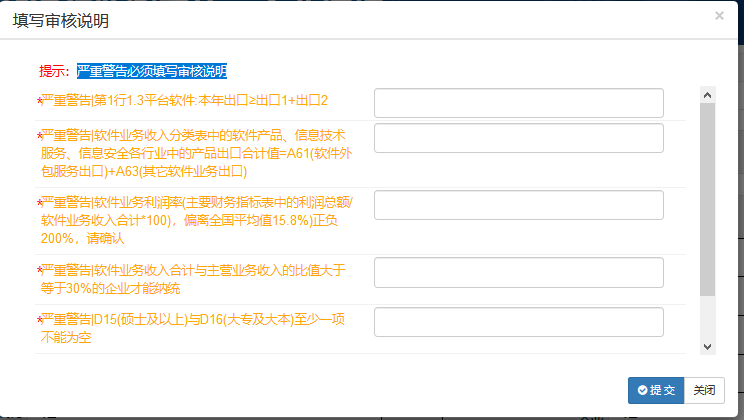 填写审核说明
×
提示：严重警告必须填写审核说明
*严重警告|第1行1.3平台软件:本年出口≥出口1+出口2
*严重警告|软件业务收入分类表中的软件产品、信息技术
服务、信息安全各行业中的产品出口合计值=A61(软件外
包服务出口)+A63(其它软件业务出口)
*严重警告|软件业务利润率(主要财务指标表中的利润总额/
软件业务收入合计*100)，偏离全国平均值15.8%)正负
200%，请确认
*严重警告|软件业务收入合计与主营业务收入的比值大于
等于30%的企业才能纳统
*严重警告|D15(硕士及以上)与D16(大专及大本)至少一项
不能为空
提交 关闭